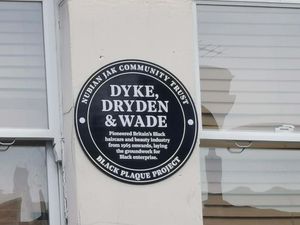 NUBIAN JAK COMMUNITY TRUST
DYKE,
DRYDEN
& WADE
Pioneered Britain's Black
haircare and beauty industry
from 1965 onwards, laying
the groundwork for
Black enterprise.
BLACK PLAQUE PROJECT